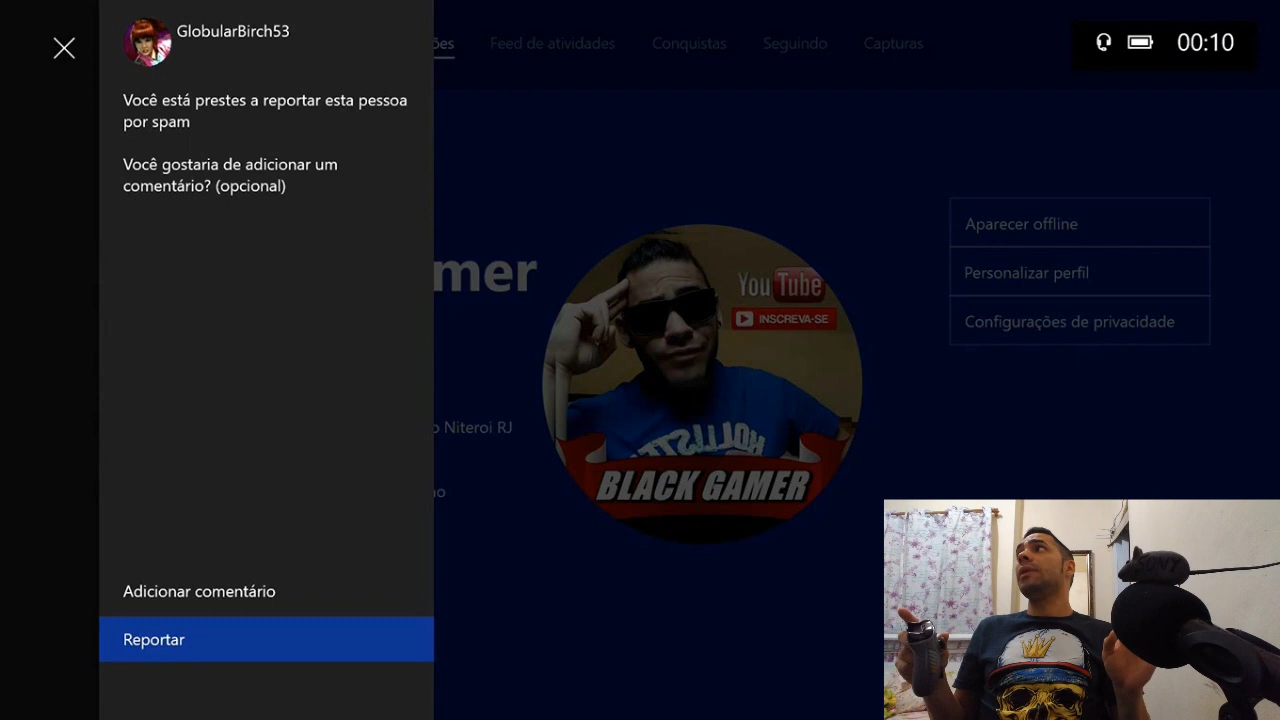 GlobularBirch53
Você está prestes a reportar esta pessoa
por spam
Você gostaria de adicionar um
comentário? (opcional)
Adicionar comentário
Reportar
ões
Feed de atividades
Conquistas
Seguindo
Capturas
00:10
mer
Niteroi RJ
Aparecer offline
Personalizar perfil
Configurações de privacidade
YouTube
INSCREVA-SE
HOLLISTE
BLACK GAMER